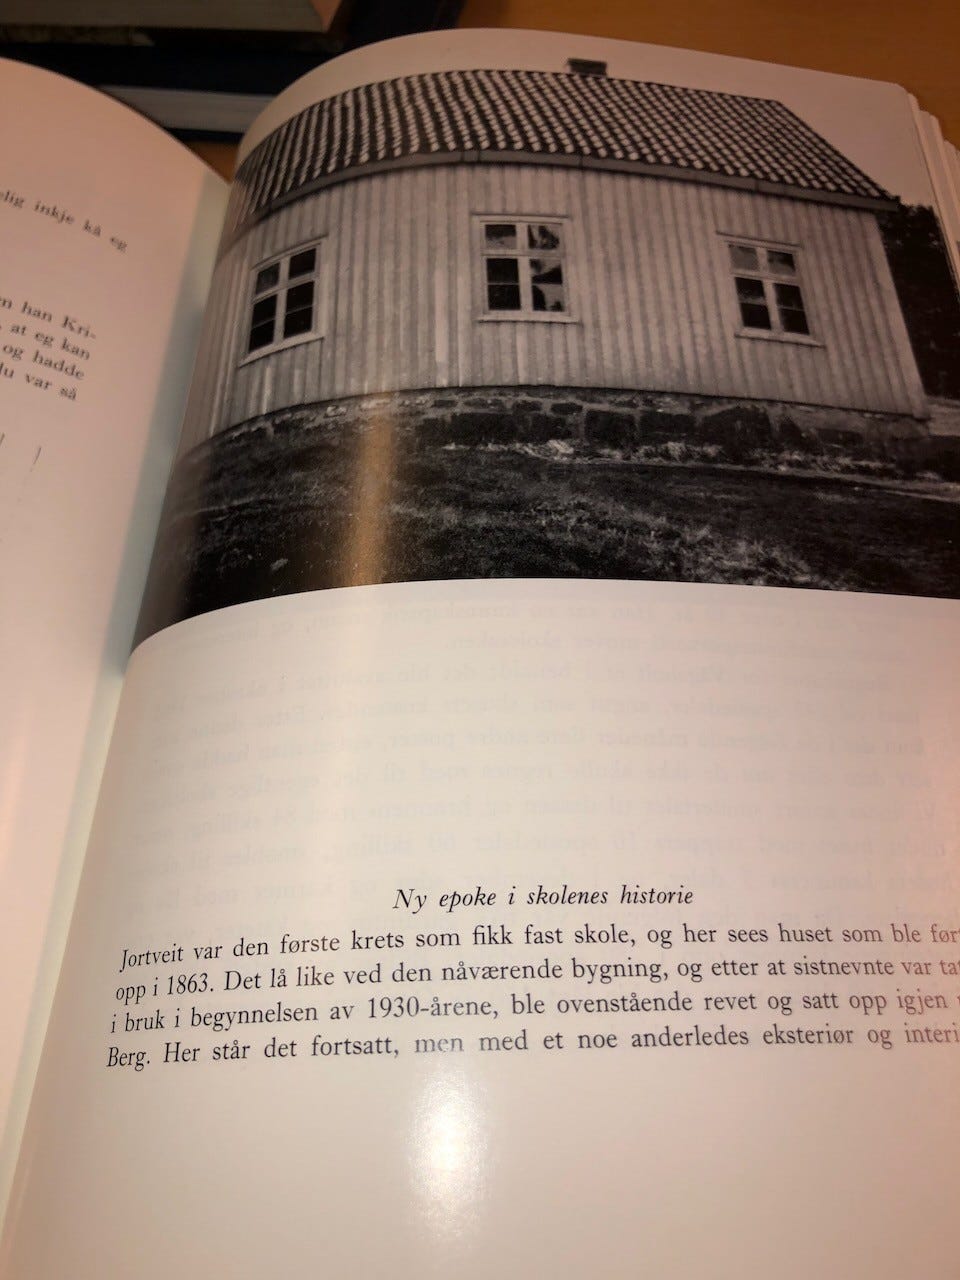 elig inkje kå eg
en han Kri-
at eg kan
og hadde
du var så
Ny epoke i skolenes historie
Jortveit var den første krets som fikk fast skole, og her sees huset som ble ført
opp i 1863. Det lå like ved den nåværende bygning, og etter at sistnevnte var tat
i bruk i begynnelsen av 1930-årene, ble ovenstående revet og satt opp igjen
Berg. Her står det fortsatt, men med et noe anderledes eksteriør og interi